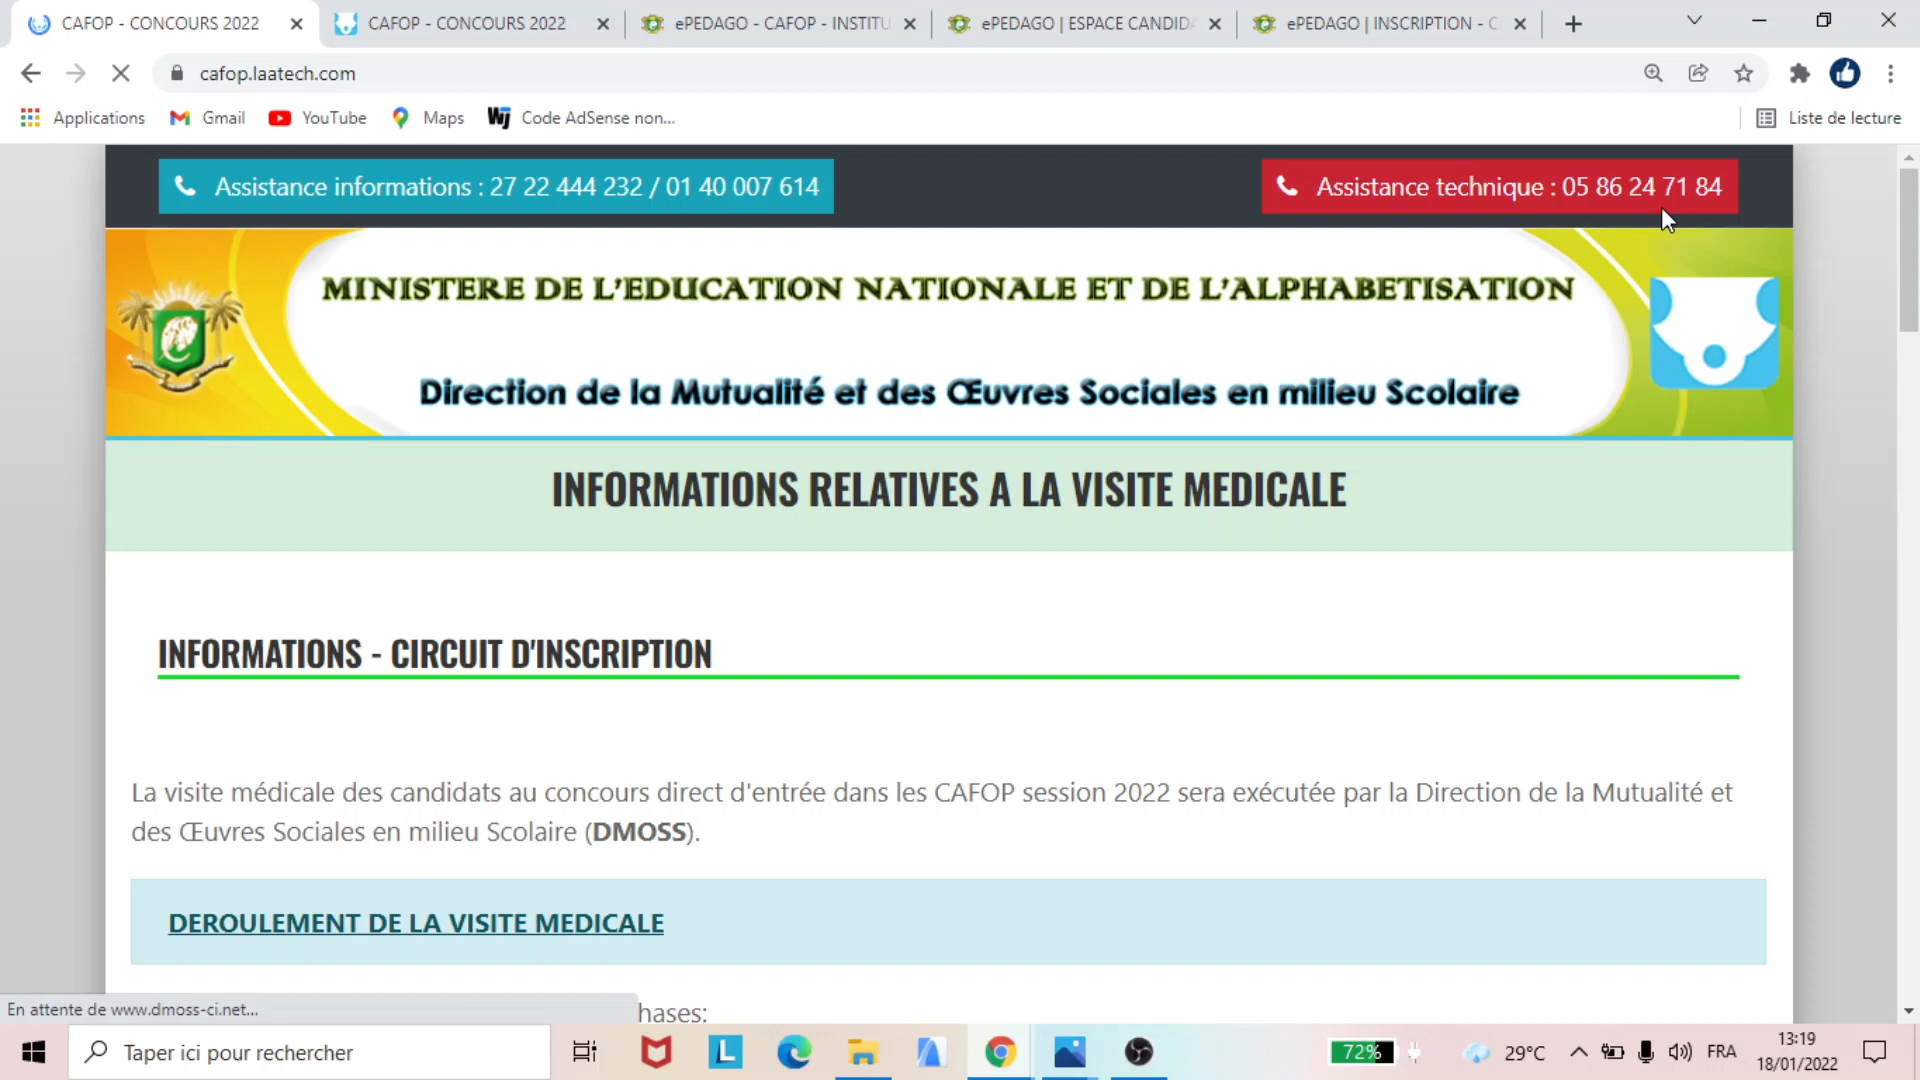 CAFOP - CONCOURS 2022
CAFOP - CONCOURS 2022
ePEDAGO - CAFOP - INSTITU
ePEDAGO | ESPACE CANDID
ePEDAGO | INSCRIPTION - C
cafop.laatech.com
Applications
Gmail
YouTube
Maps
Code AdSense non...
Liste de lecture
Assistance informations : 27 22 444 232 / 01 40 007 614
Assistance technique : 05 86 24 71 84
MINISTERE DE L'EDUCATION NATIONALE ET DE L'ALPHABETISATION
Direction de la Mutualité et des Œuvres Sociales en milieu Scolaire
INFORMATIONS RELATIVES A LA VISITE MEDICALE
INFORMATIONS - CIRCUIT D'INSCRIPTION
La visite médicale des candidats au concours direct d'entrée dans les CAFOP session 2022 sera exécutée par la Direction de la Mutualité et
des Œuvres Sociales en milieu Scolaire (DMOSS).
DEROULEMENT DE LA VISITE MEDICALE
hases:
En attente de www.dmoss-ci.net...
Taper ici pour rechercher
72%
29°C
FRA
13:19
18/01/2022